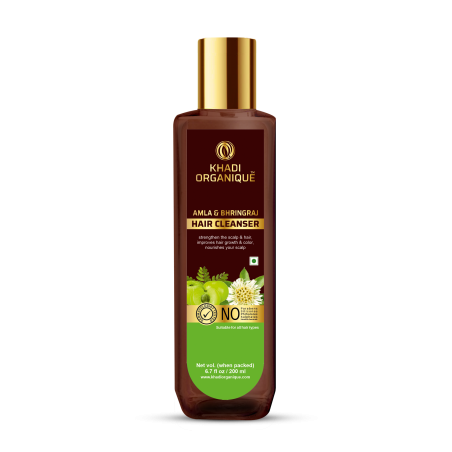 KHADI
ORGANIQUE
AMLA & BHRINGRAJ
HAIR CLEANSER
strengthen the scalp & hair,
improves hair growth & color,
nourishes your scalp
NO
Suitable for all hair types
Net vol. (when packed)
6.7 fl oz / 200 ml
www.khadiorganique.com